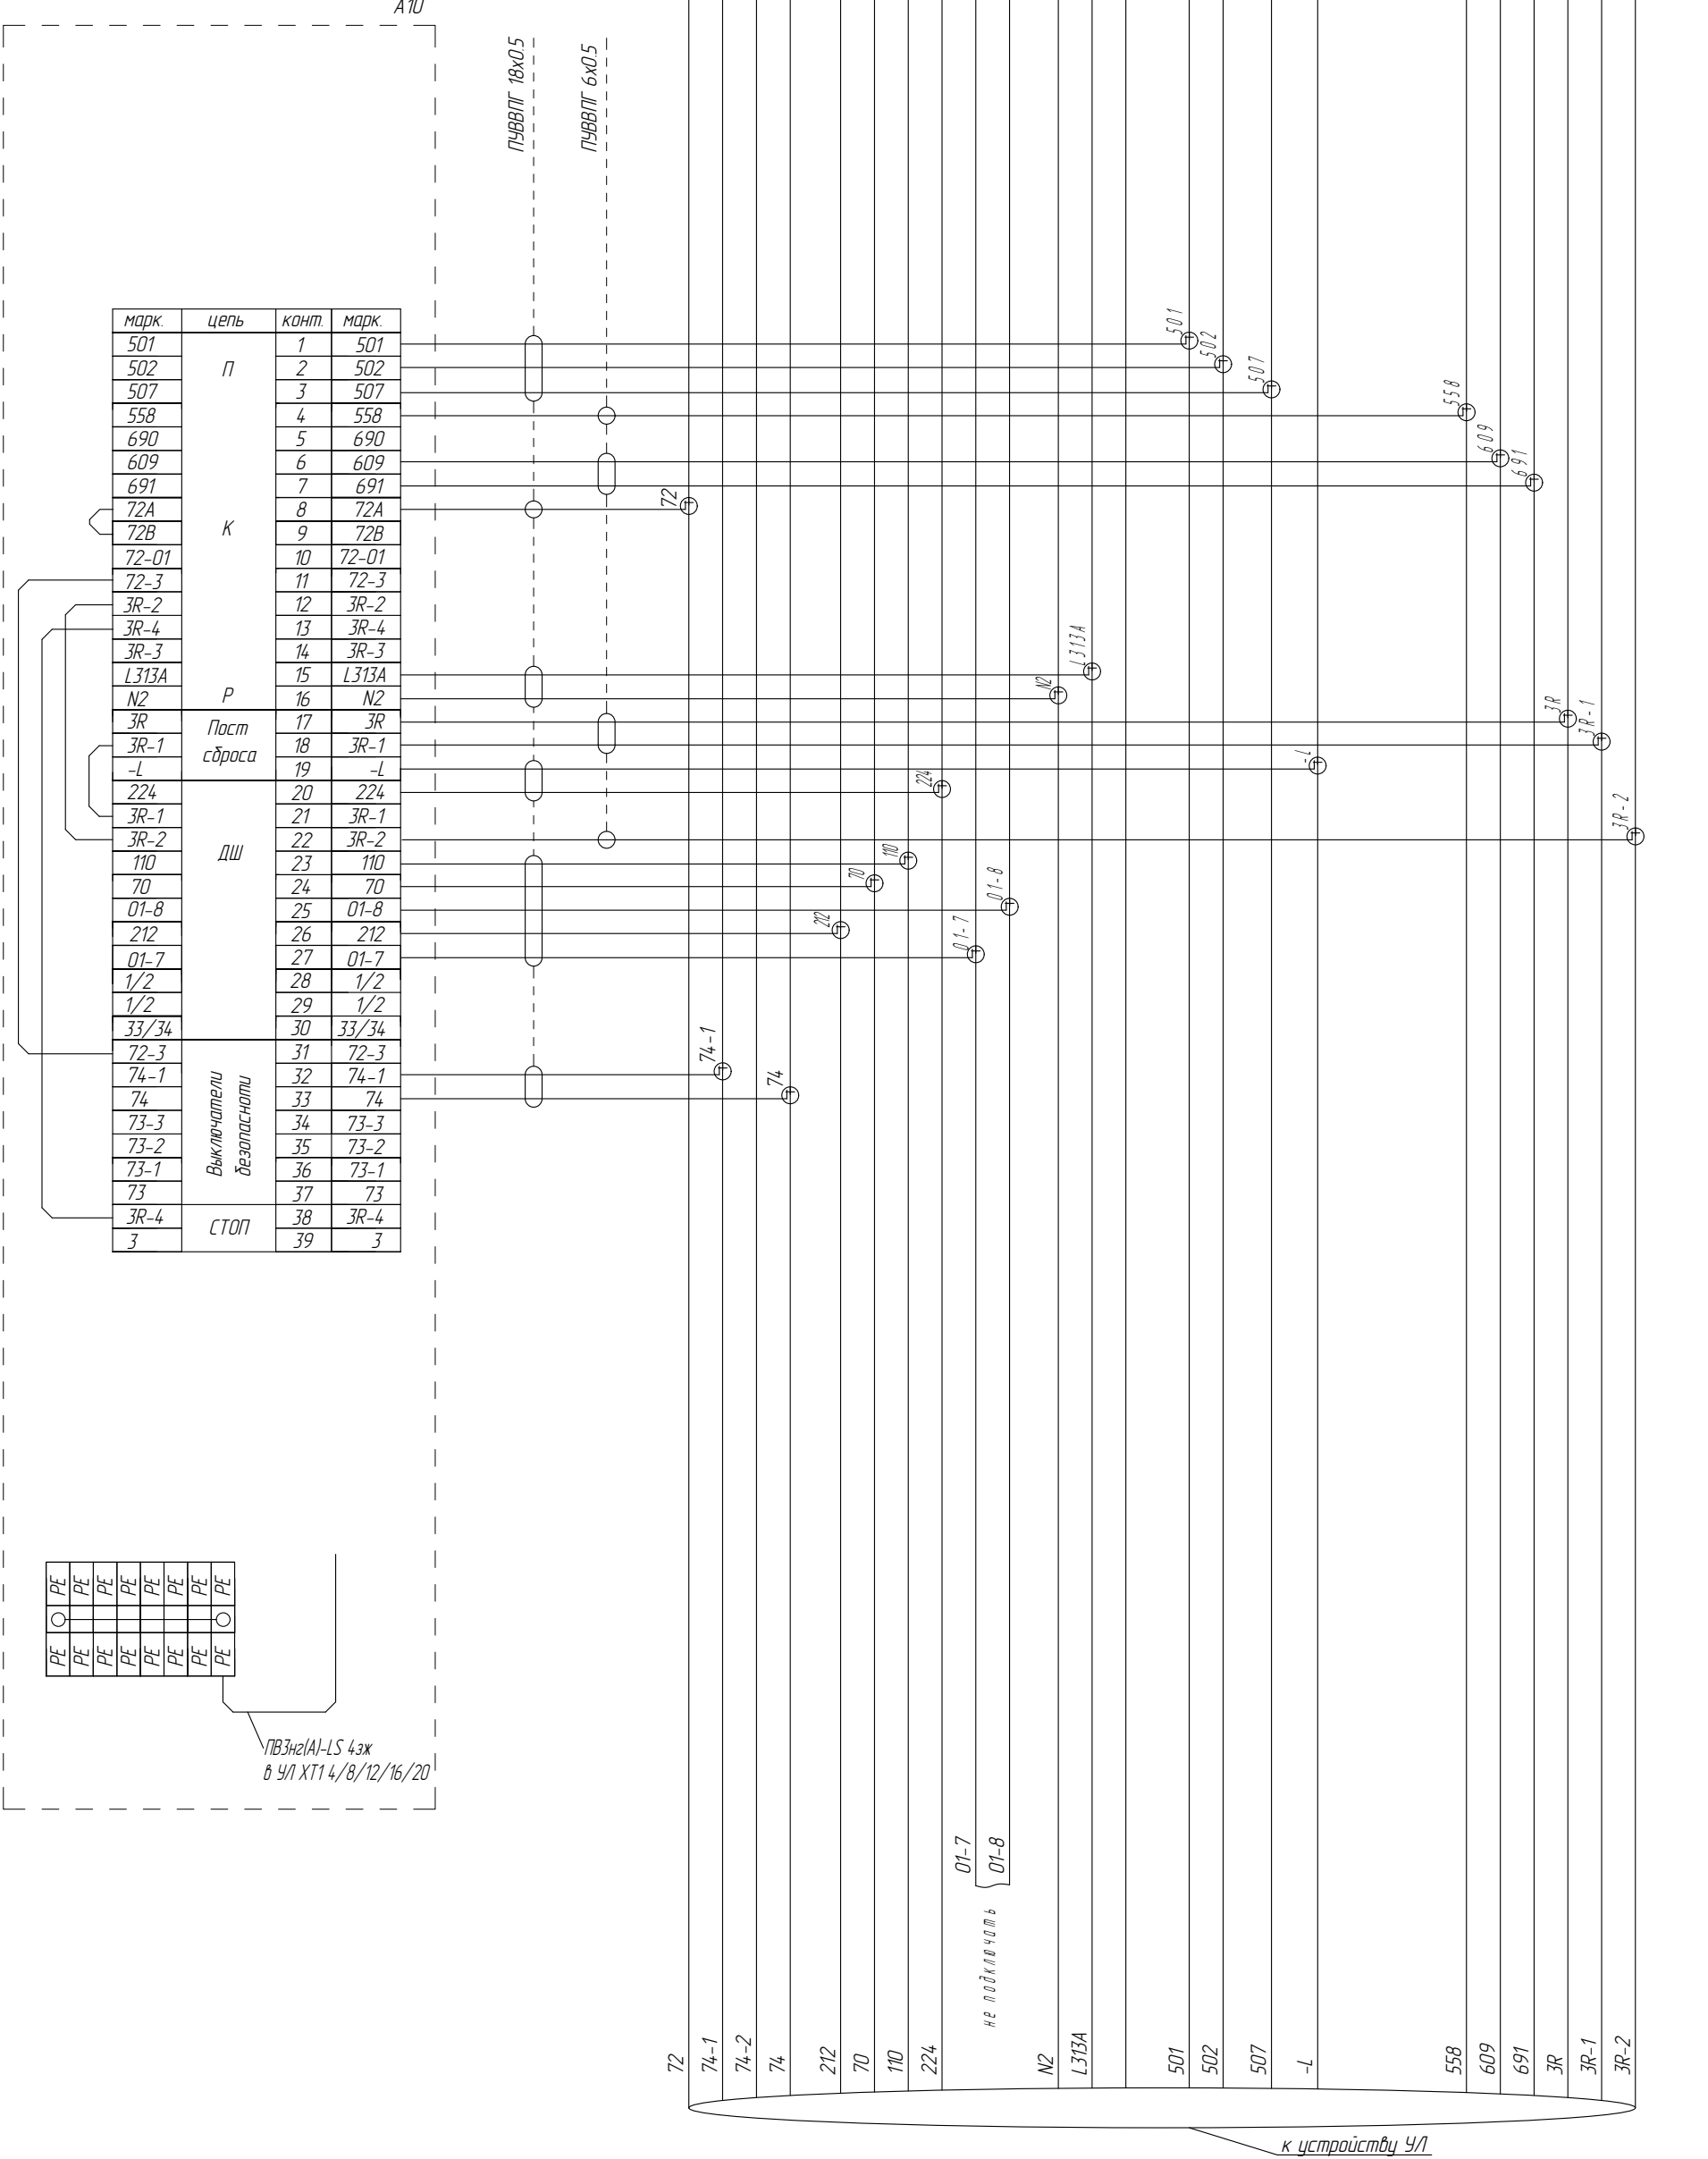 А10
ПУВВПГ 18х0.5
ПУВВПГ 6х0.5
марк. цепь конт. марк.
501 1 501
502 П 2 502
507 3 507
558 4 558
690 5 690
609 6 609
691 7 691
72А 8 72А
72В К 9 72В
72-01 10 72-01
72-3 11 72-3
3R-2 12 3R-2
3R-4 13 3R-4
3R-3 14 3R-3
L313A 15 L313A
N2 Р 16 N2
3R Пост 17 3R
3R-1 сброса 18 3R-1
-L 19 -L
224 20 224
3R-1 21 3R-1
3R-2 22 3R-2
110 ДШ 23 110
70 24 70
01-8 25 01-8
212 26 212
01-7 27 01-7
1/2 28 1/2
1/2 29 1/2
33/34 30 33/34
72-3 31 72-3
74-1 32 74-1
74 33 74
73-3 34 73-3
73-2 35 73-2
73-1 36 73-1
73 37 73
Выключатели
безопасноти
3R-4 СТОП 38 3R-4
3 39 3
501
502
507
558
609
691
72
L313A
N2
3R
3R-1
-L
224
3R-2
110
70
01-8
212
01-7
74-1
74
PE PE PE PE PE PE PE PE
PE PE PE PE PE PE PE PE
ПВ3нг(А)-LS 4зж
в УЛ ХТ1 4/8/12/16/20
01-7
01-8
не подключать
72
74-1
74-2
74
212
70
110
224
N2
L313A
501
502
507
-L
558
609
691
3R
3R-1
3R-2
к устройству УЛ